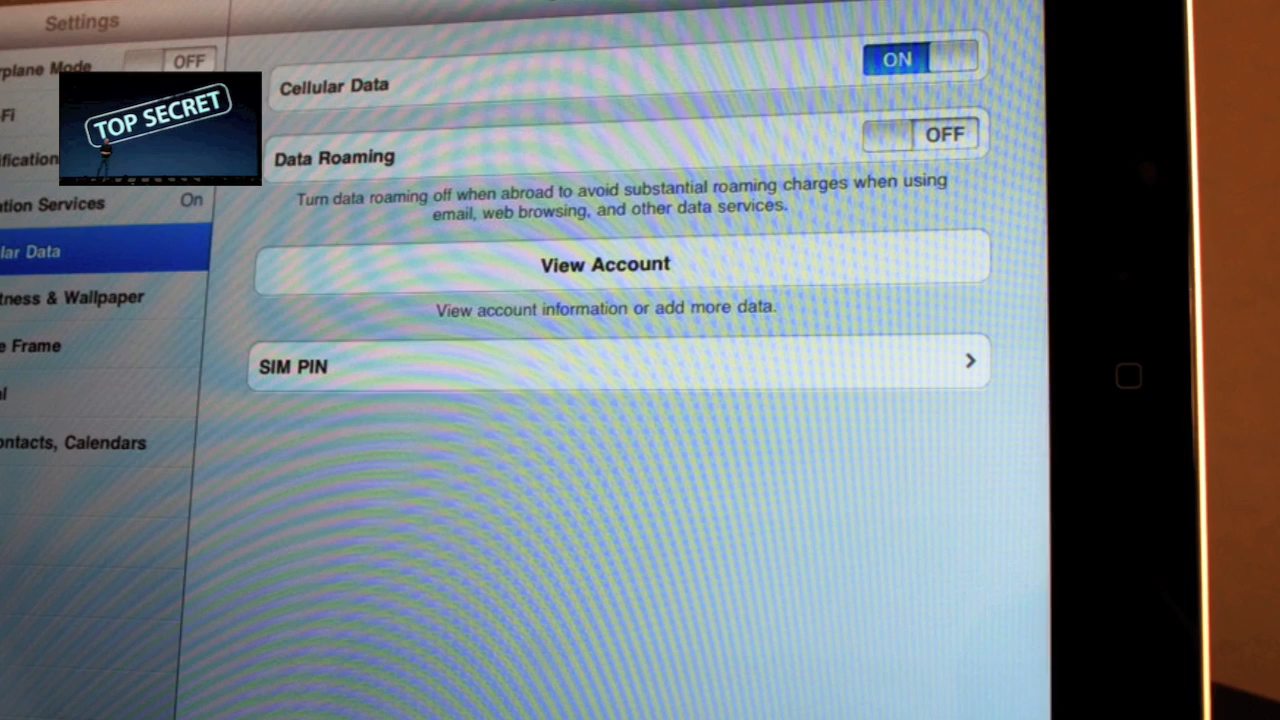 Settings
rplane Mode OFF
Fi
ification
ation Services On
lar Data
tness & Wallpaper
e Frame
l
ontacts, Calendars
TOP SECRET
Cellular Data ON
Data Roaming OFF
Turn data roaming off when abroad to avoid substantial roaming charges when using
email, web browsing, and other data services.
View Account
View account information or add more data.
SIM PIN